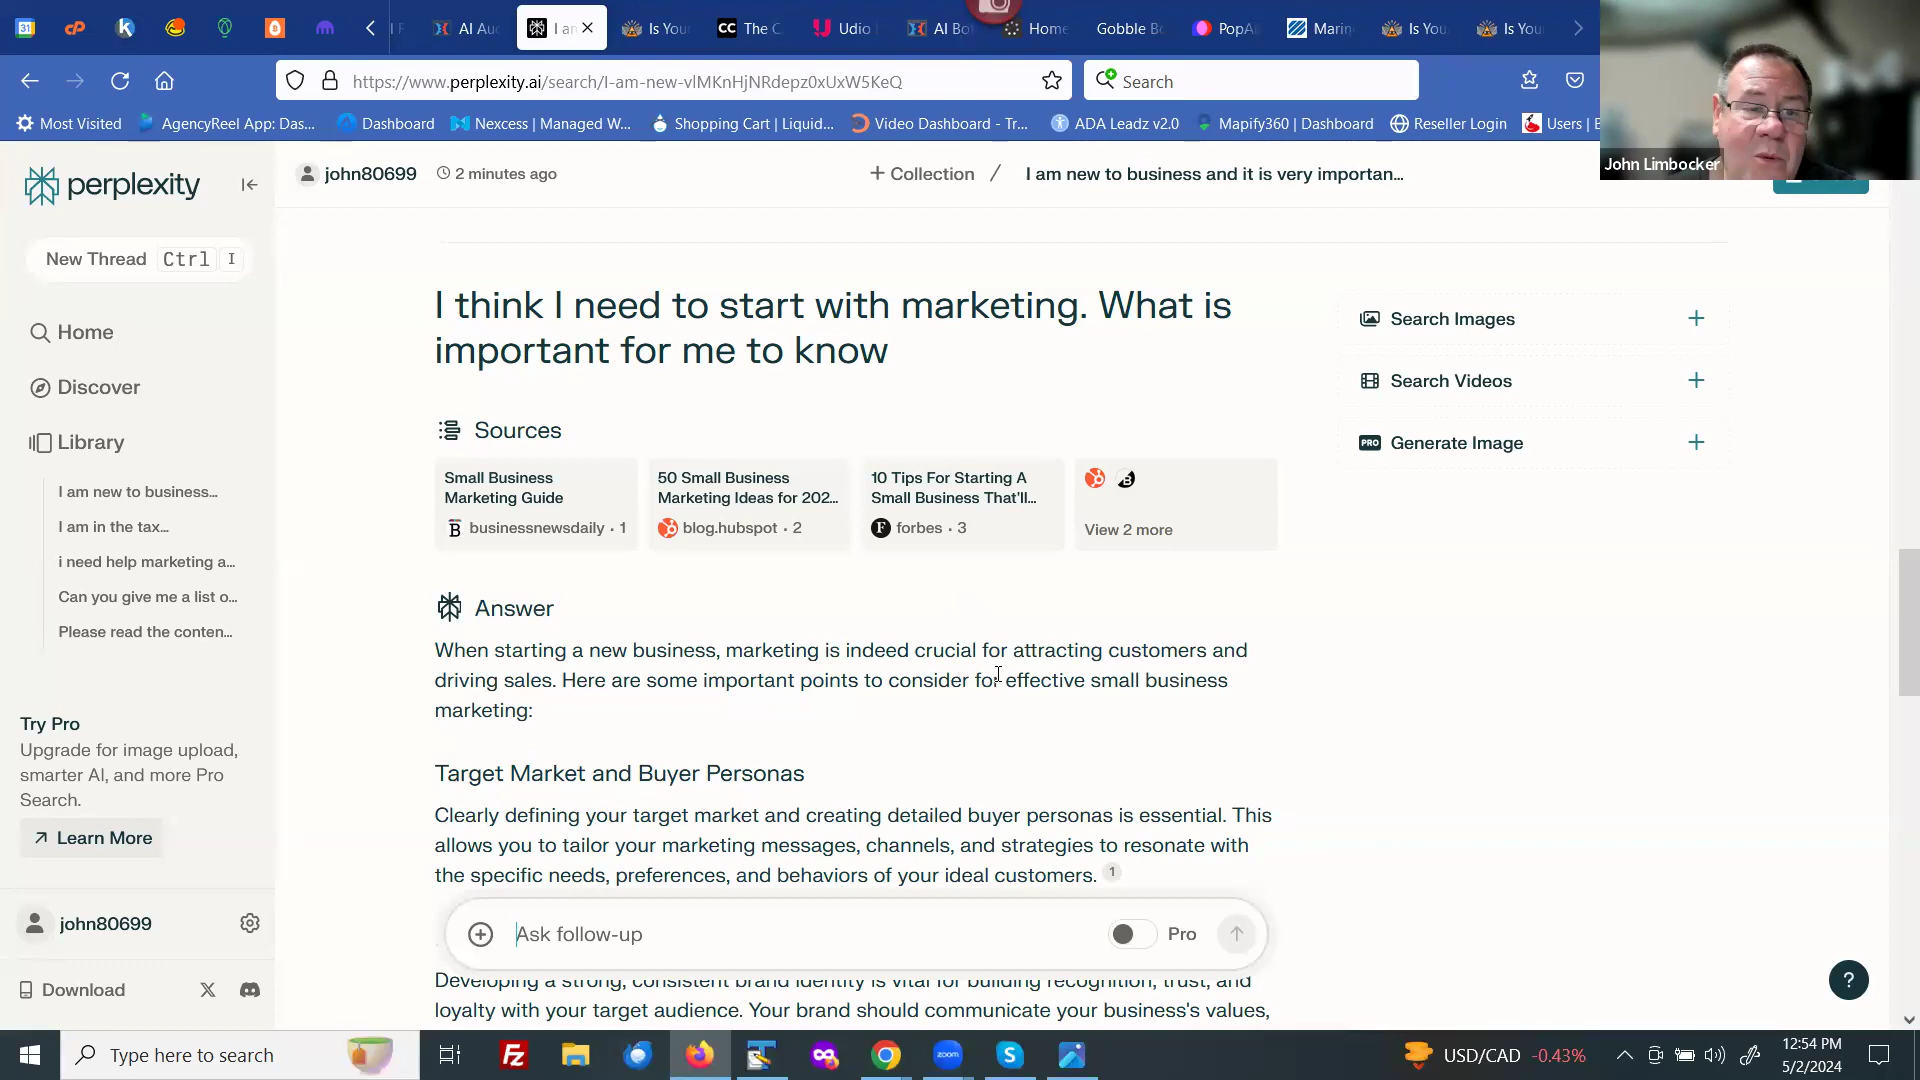 AI Au
I an
Is You
CC The C
Udio
AI Bo
Home
Gobble B
PopA
Marin
Is You
Is You
https://www.perplexity.ai/search/I-am-new-vlMKnHjNRdepz0xUxW5KeQ
Search
Most Visited
AgencyReel App: Das...
Dashboard
Nexcess | Managed W...
Shopping Cart | Liquid...
Video Dashboard - Tr...
ADA Leadz v2.0
Mapify360 | Dashboard
Reseller Login
Users | E
John Limbocker
perplexity
john80699
2 minutes ago
+ Collection / I am new to business and it is very importan...
New Thread Ctrl I
Home
Discover
Library
I am new to business...
I am in the tax...
i need help marketing a...
Can you give me a list o...
Please read the conten...
Try Pro
Upgrade for image upload,
smarter AI, and more Pro
Search.
Learn More
john80699
Download
I think I need to start with marketing. What is
important for me to know
Sources
Small Business
Marketing Guide
businessnewsdaily · 1
50 Small Business
Marketing Ideas for 202...
blog.hubspot · 2
10 Tips For Starting A
Small Business That'll...
forbes · 3
View 2 more
Search Images
Search Videos
PRO Generate Image
Answer
When starting a new business, marketing is indeed crucial for attracting customers and
driving sales. Here are some important points to consider for effective small business
marketing:
Target Market and Buyer Personas
Clearly defining your target market and creating detailed buyer personas is essential. This
allows you to tailor your marketing messages, channels, and strategies to resonate with
the specific needs, preferences, and behaviors of your ideal customers. 1
Ask follow-up
Pro
Developing a strong, consistent brand identity is vital for building recognition, trust, and
loyalty with your target audience. Your brand should communicate your business's values,
?
Type here to search
USD/CAD -0.43%
12:54 PM
5/2/2024